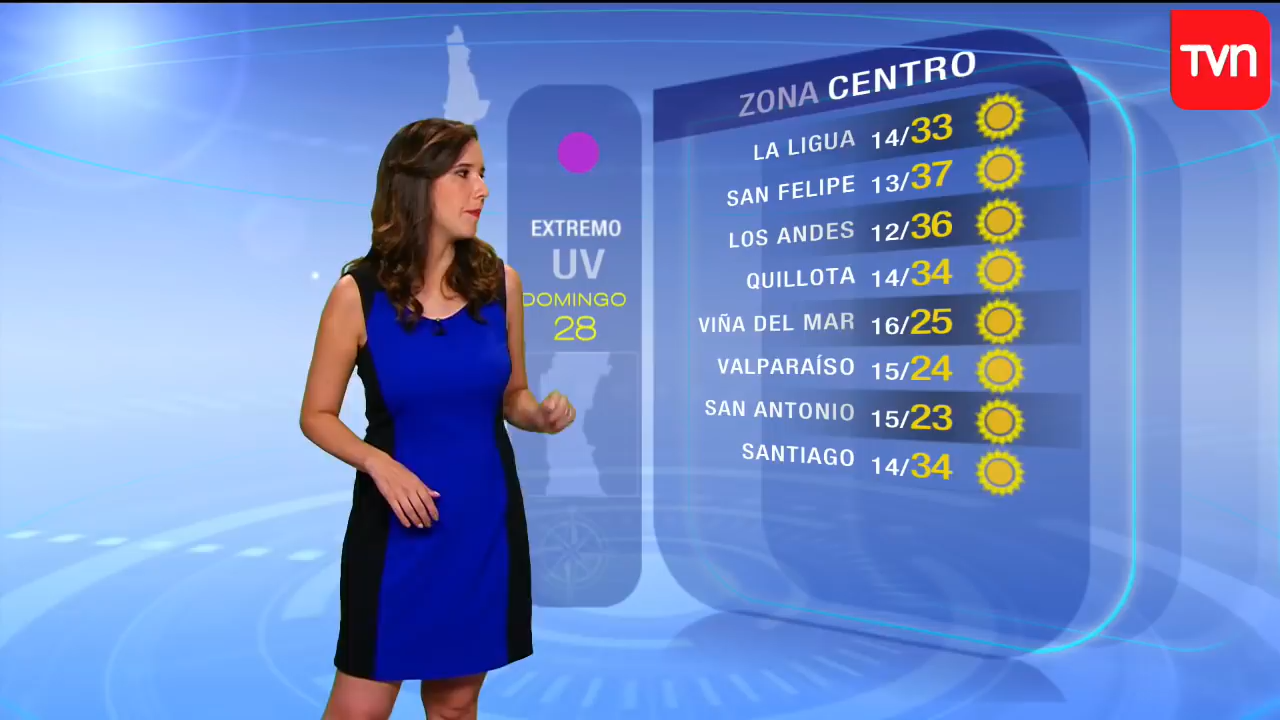 TVN
ZONA CENTRO
LA LIGUA 14/33
SAN FELIPE 13/37
LOS ANDES 12/36
QUILLOTA 14/34
VIÑA DEL MAR 16/25
VALPARAÍSO 15/24
SAN ANTONIO 15/23
SANTIAGO 14/34
EXTREMO
UV
DOMINGO
28